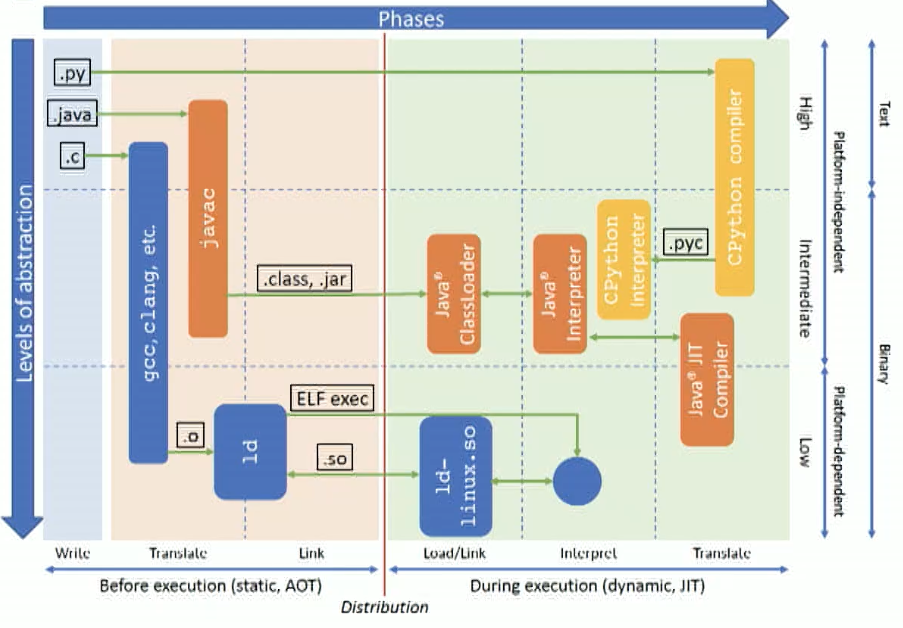 Phases
Levels of abstraction
.py
.java
.c
gcc, clang, etc.
javac
.class, .jar
Java®
ClassLoader
Java®
Interpreter
CPython
Interpreter
.pyc
CPython compiler
Java® JIT
Compiler
.o
ld
ELF exec
.so
ld-
linux.so
High
Intermediate
Low
Platform-independent
Platform-dependent
Text
Binary
Write
Translate
Link
Load/Link
Interpret
Translate
Before execution (static, AOT)
During execution (dynamic, JIT)
Distribution